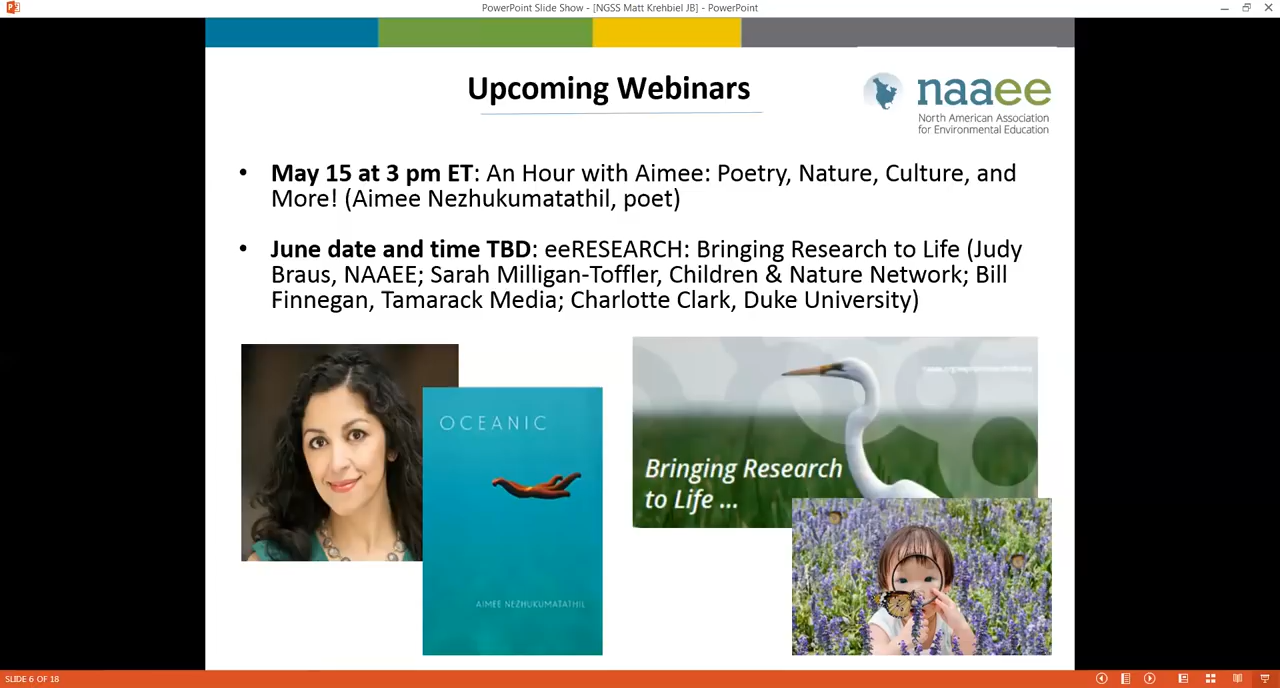 PowerPoint Slide Show - [NGSS Matt Krehbiel JB] - PowerPoint
Upcoming Webinars
naaee
North American Association
for Environmental Education
• May 15 at 3 pm ET: An Hour with Aimee: Poetry, Nature, Culture, and
More! (Aimee Nezhukumatathil, poet)
• June date and time TBD: eeRESEARCH: Bringing Research to Life (Judy
Braus, NAAEE; Sarah Milligan-Toffler, Children & Nature Network; Bill
Finnegan, Tamarack Media; Charlotte Clark, Duke University)
OCEANIC
AIMEE NEZHUKUMATATHIL
Bringing Research
to Life ...
SLIDE 6 OF 18